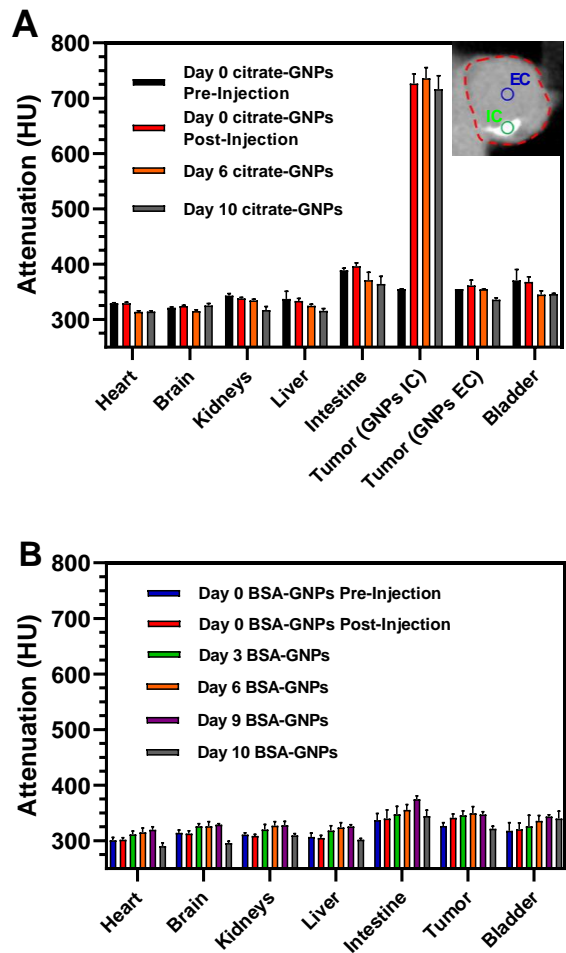 A
Attenuation (HU)
800
700
600
500
400
300
Day 0 citrate-GNPs
Pre-Injection
Day 0 citrate-GNPs
Post-Injection
Day 6 citrate-GNPs
Day 10 citrate-GNPs
EC
IC
Heart
Brain
Kidneys
Liver
Intestine
Tumor (GNPs IC)
Tumor (GNPs EC)
Bladder
B
Attenuation (HU)
800
700
600
500
400
300
Day 0 BSA-GNPs Pre-Injection
Day 0 BSA-GNPs Post-Injection
Day 3 BSA-GNPs
Day 6 BSA-GNPs
Day 9 BSA-GNPs
Day 10 BSA-GNPs
Heart
Brain
Kidneys
Liver
Intestine
Tumor
Bladder